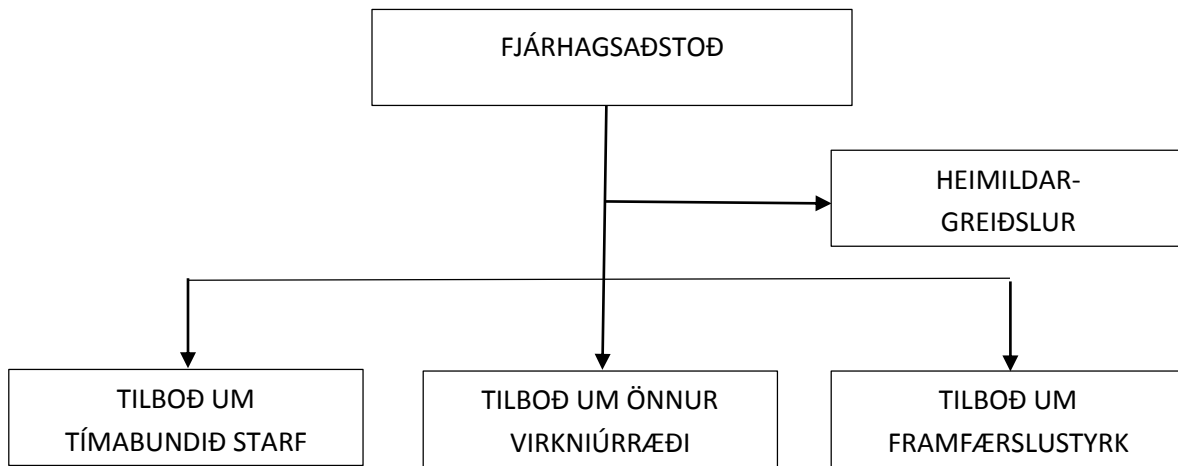 FJÁRHAGSAÐSTOÐ
HEIMILDAR-
GREIÐSLUR
TILBOÐ UM
TÍMABUNDIÐ STARF
TILBOÐ UM ÖNNUR
VIRKNIÚRRÆÐI
TILBOÐ UM
FRAMFÆRSLUSTYRK